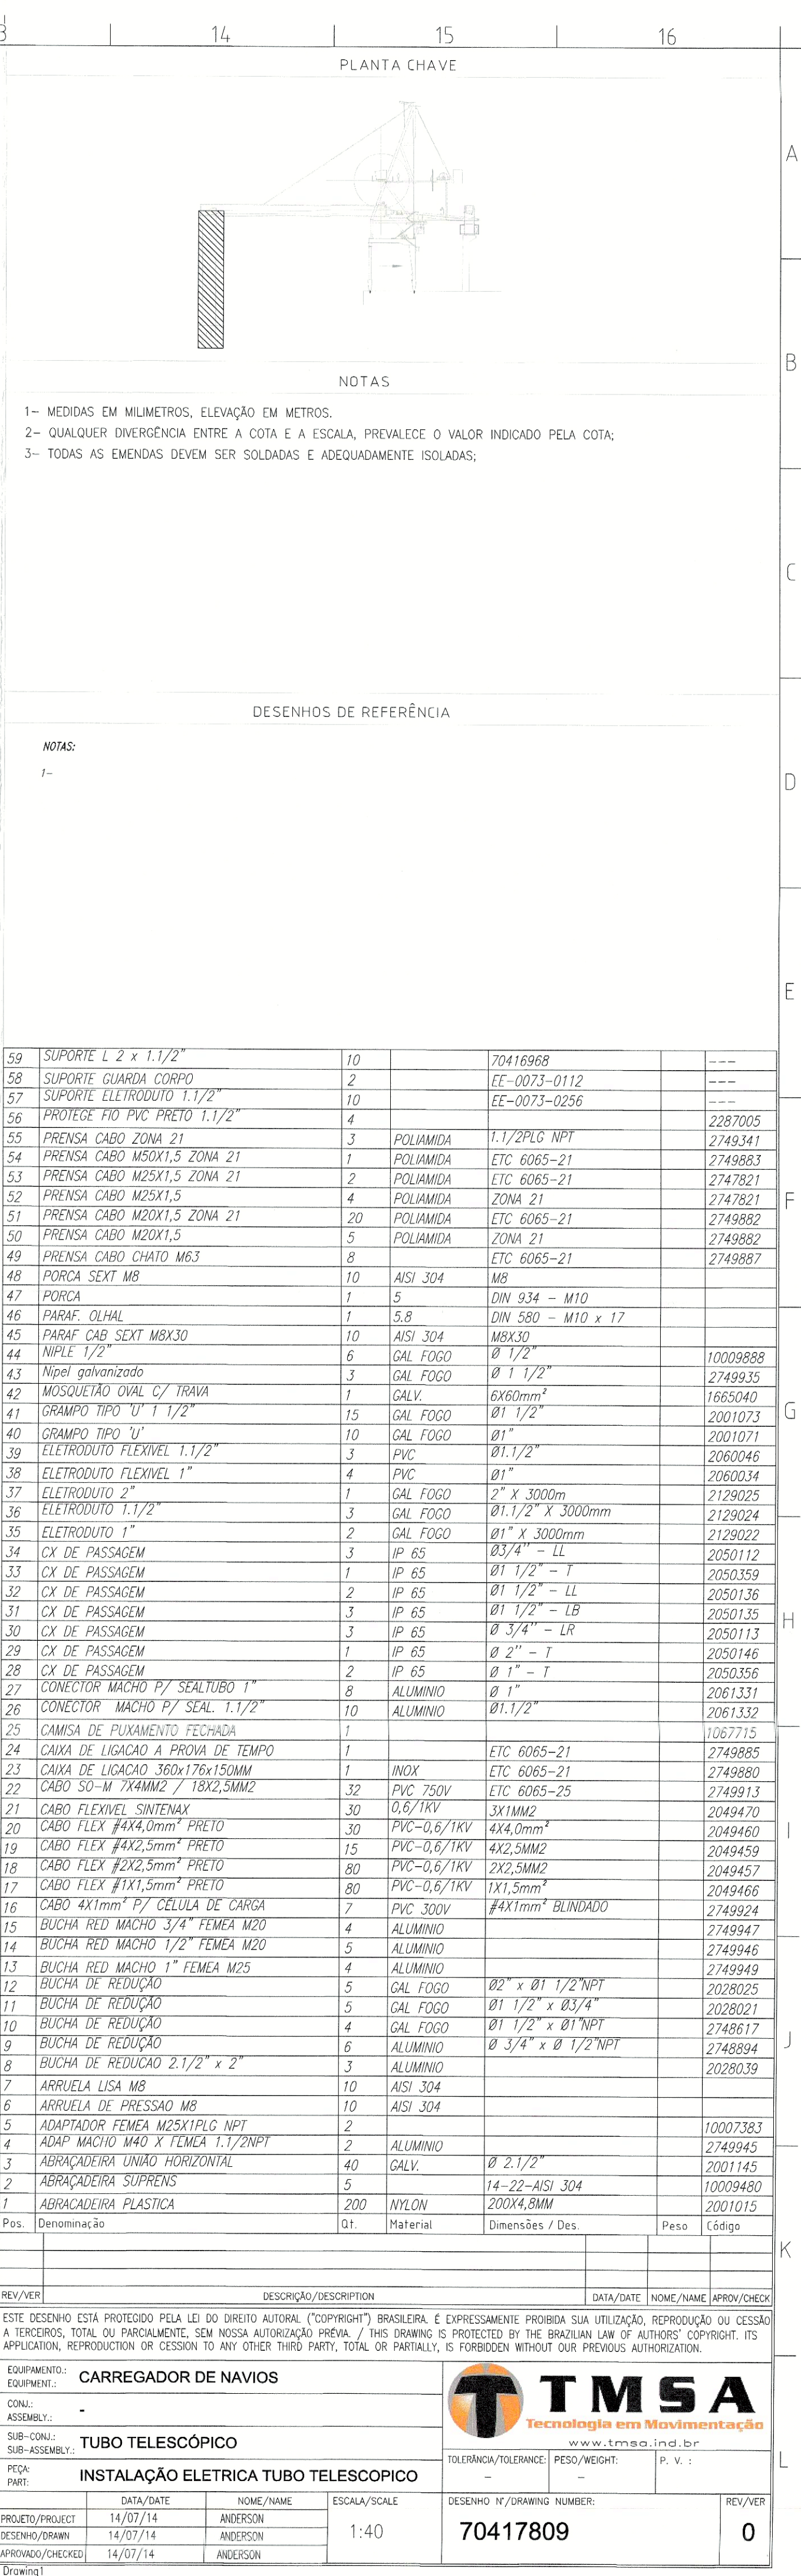 3 14 15 16
PLANTA CHAVE
A
B
NOTAS
1- MEDIDAS EM MILIMETROS, ELEVAÇÃO EM METROS.
2- QUALQUER DIVERGÊNCIA ENTRE A COTA E A ESCALA, PREVALECE O VALOR INDICADO PELA COTA;
3- TODAS AS EMENDAS DEVEM SER SOLDADAS E ADEQUADAMENTE ISOLADAS;
C
DESENHOS DE REFERÊNCIA
NOTAS:
1-
D
E
59 SUPORTE L 2 x 1.1/2" 10 70416968 ---
58 SUPORTE GUARDA CORPO 2 EE-0073-0112 ---
57 SUPORTE ELETRODUTO 1.1/2" 10 EE-0073-0256 ---
56 PROTEGE FIO PVC PRETO 1.1/2" 4 2287005
55 PRENSA CABO ZONA 21 3 POLIAMIDA 1.1/2PLG NPT 2749341
54 PRENSA CABO M50X1,5 ZONA 21 1 POLIAMIDA ETC 6065-21 2749883
53 PRENSA CABO M25X1,5 ZONA 21 2 POLIAMIDA ETC 6065-21 2747821
52 PRENSA CABO M25X1,5 4 POLIAMIDA ZONA 21 2747821
F
51 PRENSA CABO M20X1,5 ZONA 21 20 POLIAMIDA ETC 6065-21 2749882
50 PRENSA CABO M20X1,5 5 POLIAMIDA ZONA 21 2749882
49 PRENSA CABO CHATO M63 8 ETC 6065-21 2749887
48 PORCA SEXT M8 10 AISI 304 M8
47 PORCA 1 5 DIN 934 - M10
46 PARAF. OLHAL 1 5.8 DIN 580 - M10 x 17
45 PARAF CAB SEXT M8X30 10 AISI 304 M8X30
44 NIPLE 1/2" 6 GAL FOGO Ø 1/2" 10009888
43 Nipel galvanizado 3 GAL FOGO Ø 1 1/2" 2749935
42 MOSQUETÃO OVAL C/ TRAVA 1 GALV. 6X60mm² 1665040
G
41 GRAMPO TIPO 'U' 1 1/2" 15 GAL FOGO Ø1 1/2" 2001073
40 GRAMPO TIPO 'U' 10 GAL FOGO Ø1" 2001071
39 ELETRODUTO FLEXIVEL 1.1/2" 3 PVC Ø1.1/2" 2060046
38 ELETRODUTO FLEXIVEL 1" 4 PVC Ø1" 2060034
37 ELETRODUTO 2" 1 GAL FOGO 2" X 3000m 2129025
36 ELETRODUTO 1.1/2" 3 GAL FOGO Ø1.1/2" X 3000mm 2129024
35 ELETRODUTO 1" 2 GAL FOGO Ø1" X 3000mm 2129022
34 CX DE PASSAGEM 3 IP 65 Ø3/4" - LL 2050112
33 CX DE PASSAGEM 1 IP 65 Ø1 1/2" - T 2050359
32 CX DE PASSAGEM 2 IP 65 Ø1 1/2" - LL 2050136
31 CX DE PASSAGEM 3 IP 65 Ø1 1/2" - LB 2050135
H
30 CX DE PASSAGEM 3 IP 65 Ø 3/4" - LR 2050113
29 CX DE PASSAGEM 1 IP 65 Ø 2" - T 2050146
28 CX DE PASSAGEM 2 IP 65 Ø 1" - T 2050356
27 CONECTOR MACHO P/ SEALTUBO 1" 8 ALUMINIO Ø 1" 2061331
26 CONECTOR MACHO P/ SEAL. 1.1/2" 10 ALUMINIO Ø1.1/2" 2061332
25 CAMISA DE PUXAMENTO FECHADA 1 1067715
24 CAIXA DE LIGACAO A PROVA DE TEMPO 1 ETC 6065-21 2749885
23 CAIXA DE LIGACAO 360x176x150MM 1 INOX ETC 6065-21 2749880
22 CABO SO-M 7X4MM2 / 18X2,5MM2 32 PVC 750V ETC 6065-25 2749913
21 CABO FLEXIVEL SINTENAX 30 0,6/1KV 3X1MM2 2049470
20 CABO FLEX #4X4,0mm² PRETO 30 PVC-0,6/1KV 4X4,0mm² 2049460
I
19 CABO FLEX #4X2,5mm² PRETO 15 PVC-0,6/1KV 4X2,5MM2 2049459
18 CABO FLEX #2X2,5mm² PRETO 80 PVC-0,6/1KV 2X2,5MM2 2049457
17 CABO FLEX #1X1,5mm² PRETO 80 PVC-0,6/1KV 1X1,5mm² 2049466
16 CABO 4X1mm² P/ CÉLULA DE CARGA 7 PVC 300V #4X1mm² BLINDADO 2749924
15 BUCHA RED MACHO 3/4" FEMEA M20 4 ALUMINIO 2749947
14 BUCHA RED MACHO 1/2" FEMEA M20 5 ALUMINIO 2749946
13 BUCHA RED MACHO 1" FEMEA M25 4 ALUMINIO 2749949
12 BUCHA DE REDUÇÃO 5 GAL FOGO Ø2" x Ø1 1/2"NPT 2028025
11 BUCHA DE REDUÇÃO 5 GAL FOGO Ø1 1/2" x Ø3/4" 2028021
10 BUCHA DE REDUÇÃO 4 GAL FOGO Ø1 1/2" x Ø1"NPT 2748617
J
9 BUCHA DE REDUÇÃO 6 ALUMINIO Ø 3/4" x Ø 1/2"NPT 2748894
8 BUCHA DE REDUCAO 2.1/2" x 2" 3 ALUMINIO 2028039
7 ARRUELA LISA M8 10 AISI 304
6 ARRUELA DE PRESSAO M8 10 AISI 304
5 ADAPTADOR FEMEA M25X1PLG NPT 2 10007383
4 ADAP MACHO M40 X FEMEA 1.1/2NPT 2 ALUMINIO 2749945
3 ABRAÇADEIRA UNIÃO HORIZONTAL 40 GALV. Ø 2.1/2" 2001145
2 ABRAÇADEIRA SUPRENS 5 14-22-AISI 304 10009480
1 ABRACADEIRA PLASTICA 200 NYLON 200X4,8MM 2001015
Pos. Denominação Qt. Material Dimensões / Des. Peso Código
K
REV/VER DESCRIÇÃO/DESCRIPTION DATA/DATE NOME/NAME APROV/CHECK
ESTE DESENHO ESTÁ PROTEGIDO PELA LEI DO DIREITO AUTORAL ("COPYRIGHT") BRASILEIRA. É EXPRESSAMENTE PROIBIDA SUA UTILIZAÇÃO, REPRODUÇÃO OU CESSÃO
A TERCEIROS, TOTAL OU PARCIALMENTE, SEM NOSSA AUTORIZAÇÃO PRÉVIA. / THIS DRAWING IS PROTECTED BY THE BRAZILIAN LAW OF AUTHORS' COPYRIGHT. ITS
APPLICATION, REPRODUCTION OR CESSION TO ANY OTHER THIRD PARTY, TOTAL OR PARTIALLY, IS FORBIDDEN WITHOUT OUR PREVIOUS AUTHORIZATION.
EQUIPAMENTO.:
EQUIPMENT.: CARREGADOR DE NAVIOS
CONJ.:
ASSEMBLY.: -
SUB-CONJ.:
SUB-ASSEMBLY.: TUBO TELESCÓPICO
PEÇA:
PART: INSTALAÇÃO ELETRICA TUBO TELESCOPICO
TMSA
Tecnologia em Movimentação
www.tmsa.ind.br
TOLERÂNCIA/TOLERANCE: - PESO/WEIGHT: - P. V. :
L
DATA/DATE NOME/NAME ESCALA/SCALE DESENHO Nº/DRAWING NUMBER: REV/VER
PROJETO/PROJECT 14/07/14 ANDERSON
DESENHO/DRAWN 14/07/14 ANDERSON 1:40 70417809 0
APROVADO/CHECKED 14/07/14 ANDERSON
Drawing1